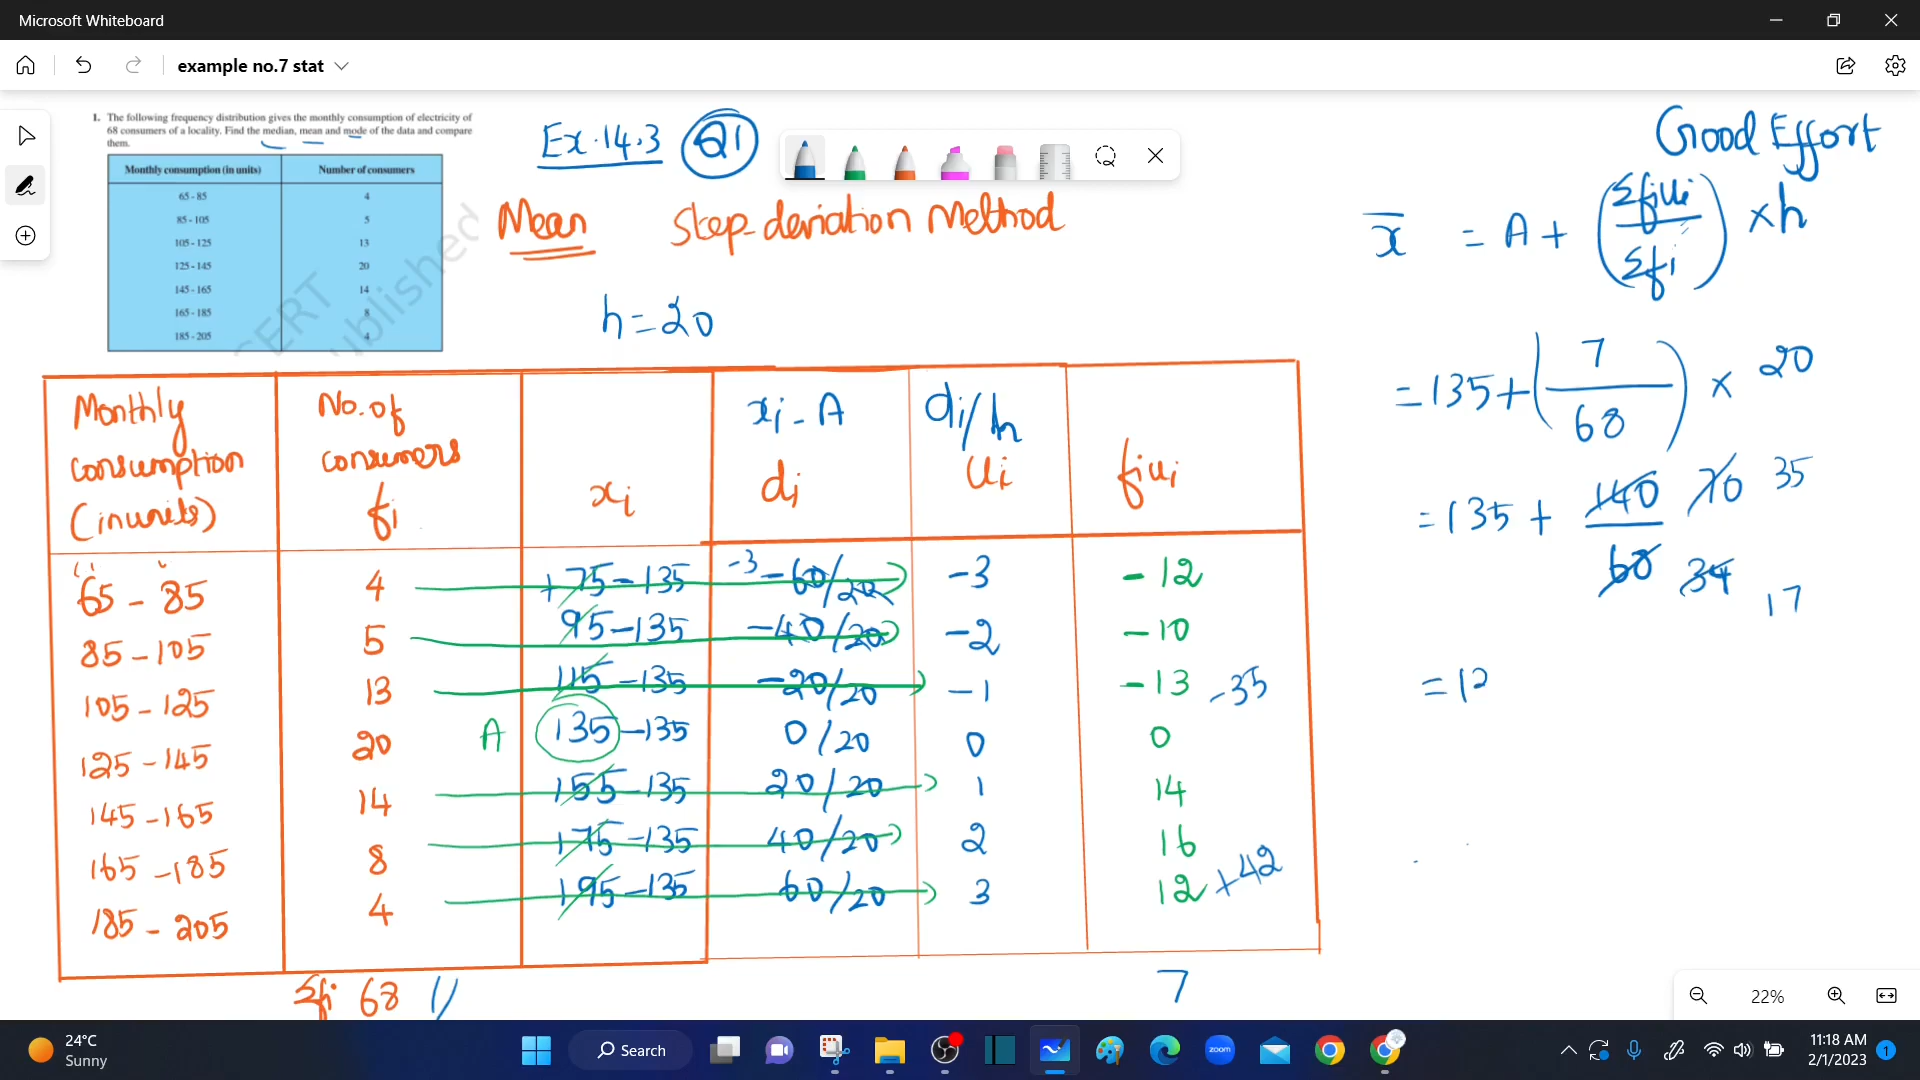 Microsoft Whiteboard
example no.7 stat
1. The following frequency distribution gives the monthly consumption of electricity of
68 consumers of a locality. Find the median, mean and mode of the data and compare
them.
Monthly consumption (in units) Number of consumers
65 - 85 4
85 - 105 5
105 - 125 13
125 - 145 20
145 - 165 14
165 - 185 8
185 - 205 4
Ex.14.3 Q1
Good Effort
Mean Step-deviation Method
h=20
x̄ = A + (Σfiui/Σfi) × h
= 135 + (7/68) × 20
= 135 + 140/68 70/34 35/17
= 12
Monthly consumption (in units) No. of consumers fi xi xi - A di di/h ui fiui
65 - 85 4 75 - 135 -3 -60/20 -3 -12
85 - 105 5 95 - 135 -40/20 -2 -10
105 - 125 13 115 - 135 -20/20 -1 -13 -35
125 - 145 20 A 135 - 135 0/20 0 0
145 - 165 14 155 - 135 20/20 1 14
165 - 185 8 175 - 135 40/20 2 16
185 - 205 4 195 - 135 60/20 3 12 +42
Σfi 68 7
22%
24°C
Sunny
Search
zoom
11:18 AM
2/1/2023
1